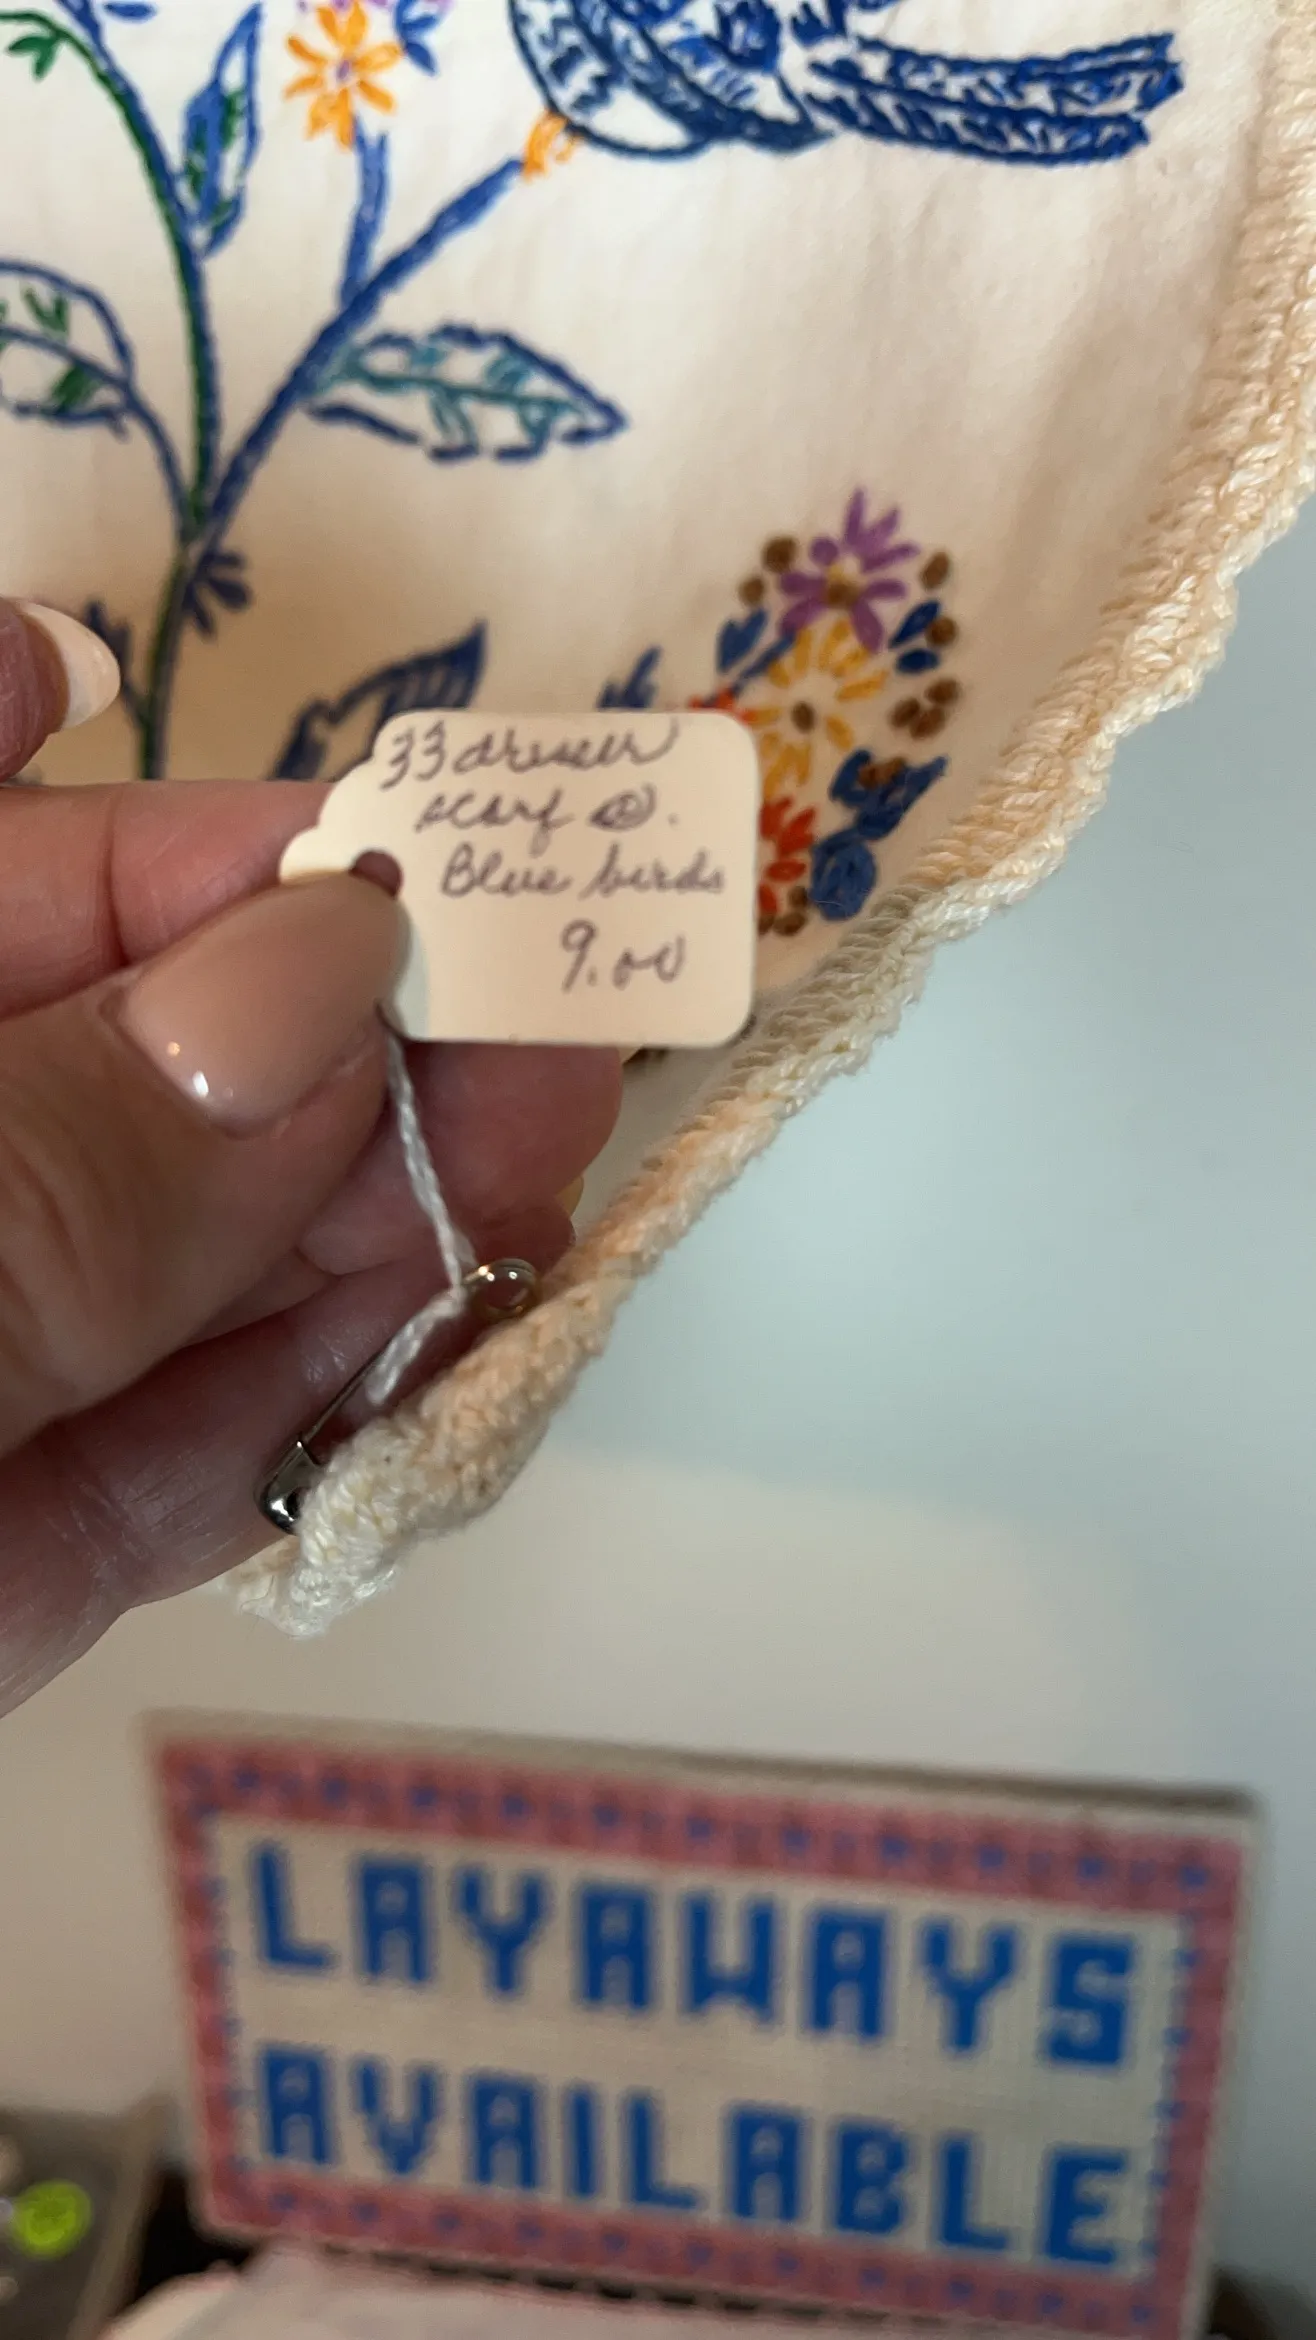 33 dresser
scarf
Blue birds
9.00
LAYAWAYS
AVAILABLE